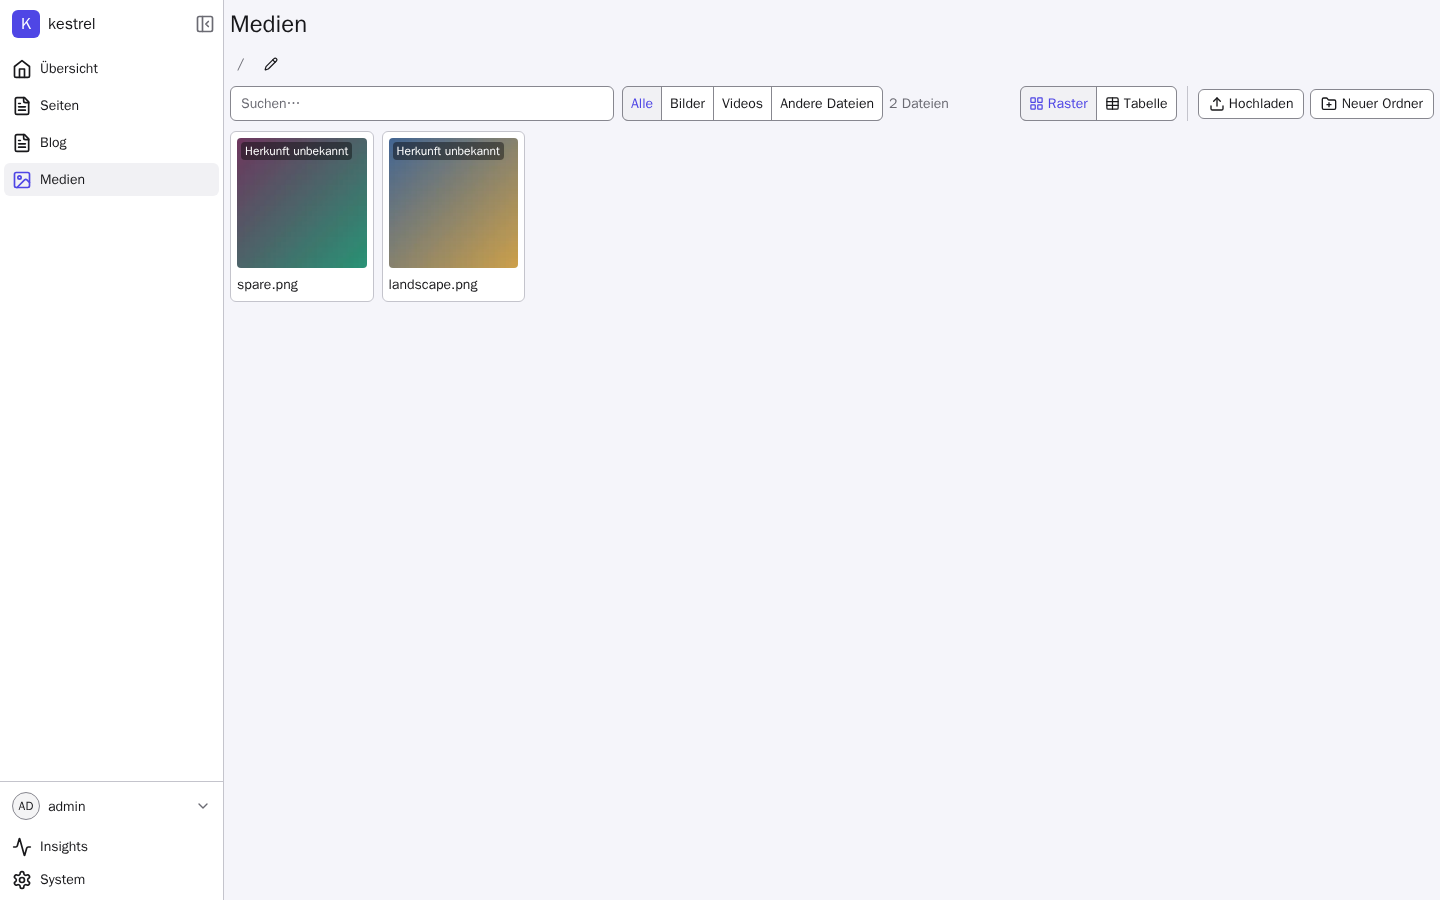 K kestrel
Übersicht
Seiten
Blog
Medien
AD admin
Insights
System
Medien
/
Suchen…
Alle Bilder Videos Andere Dateien 2 Dateien Raster Tabelle Hochladen Neuer Ordner
Herkunft unbekannt
spare.png
Herkunft unbekannt
landscape.png